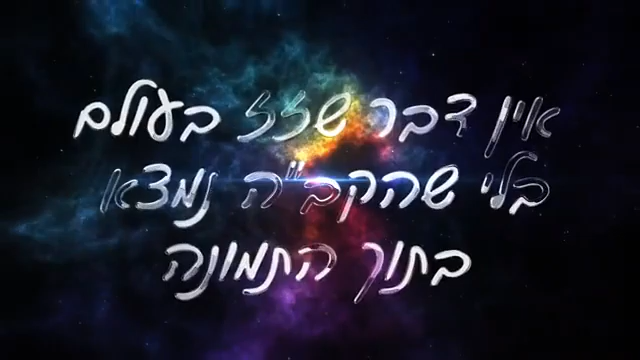 אין דבר שזז בעולם
בלי שהקב"ה נמצא
בתוך התמונה